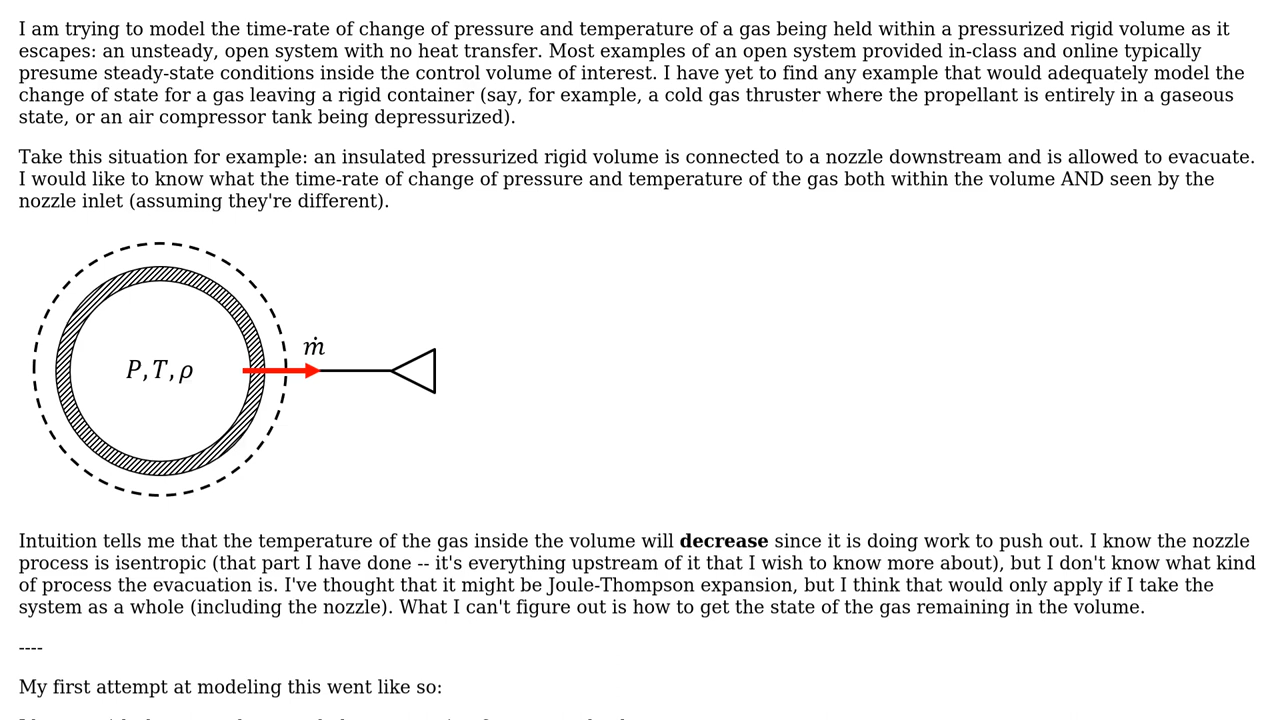 I am trying to model the time-rate of change of pressure and temperature of a gas being held within a pressurized rigid volume as it
escapes: an unsteady, open system with no heat transfer. Most examples of an open system provided in-class and online typically
presume steady-state conditions inside the control volume of interest. I have yet to find any example that would adequately model the
change of state for a gas leaving a rigid container (say, for example, a cold gas thruster where the propellant is entirely in a gaseous
state, or an air compressor tank being depressurized).
Take this situation for example: an insulated pressurized rigid volume is connected to a nozzle downstream and is allowed to evacuate.
I would like to know what the time-rate of change of pressure and temperature of the gas both within the volume AND seen by the
nozzle inlet (assuming they're different).
ṁ
P, T, ρ
Intuition tells me that the temperature of the gas inside the volume will decrease since it is doing work to push out. I know the nozzle
process is isentropic (that part I have done -- it's everything upstream of it that I wish to know more about), but I don't know what kind
of process the evacuation is. I've thought that it might be Joule-Thompson expansion, but I think that would only apply if I take the
system as a whole (including the nozzle). What I can't figure out is how to get the state of the gas remaining in the volume.
----
My first attempt at modeling this went like so: